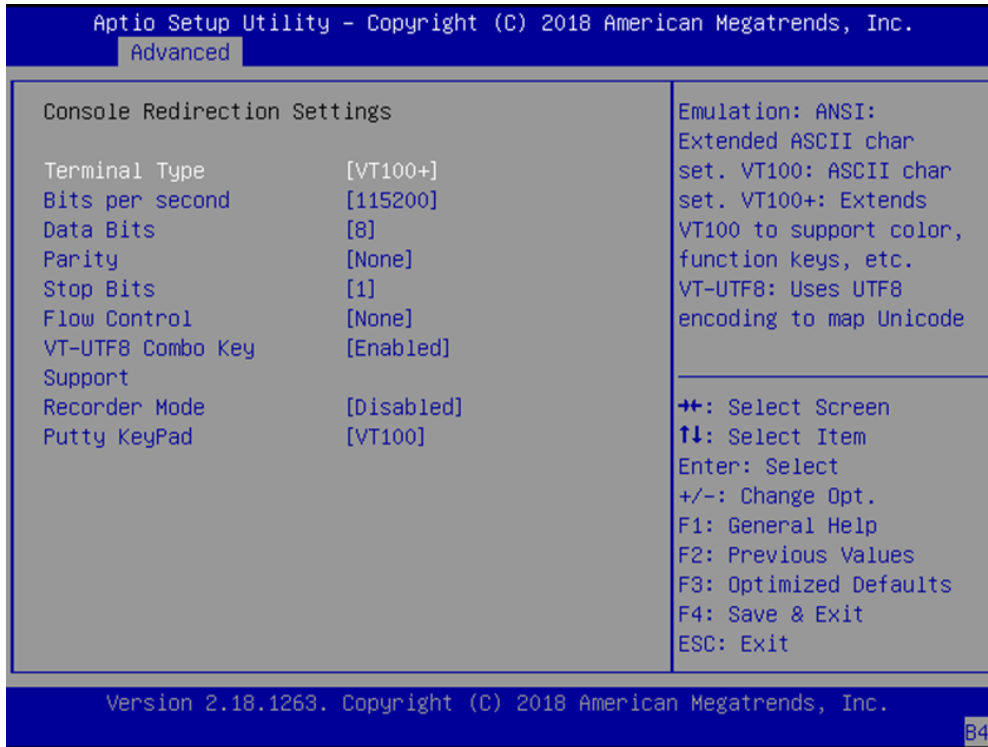 Aptio Setup Utility – Copyright (C) 2018 American Megatrends, Inc.
Advanced
Console Redirection Settings
Terminal Type [VT100+]
Bits per second [115200]
Data Bits [8]
Parity [None]
Stop Bits [1]
Flow Control [None]
VT-UTF8 Combo Key [Enabled]
Support
Recorder Mode [Disabled]
Putty KeyPad [VT100]
Emulation: ANSI:
Extended ASCII char
set. VT100: ASCII char
set. VT100+: Extends
VT100 to support color,
function keys, etc.
VT-UTF8: Uses UTF8
encoding to map Unicode
→←: Select Screen
↑↓: Select Item
Enter: Select
+/-: Change Opt.
F1: General Help
F2: Previous Values
F3: Optimized Defaults
F4: Save & Exit
ESC: Exit
Version 2.18.1263. Copyright (C) 2018 American Megatrends, Inc.
B4